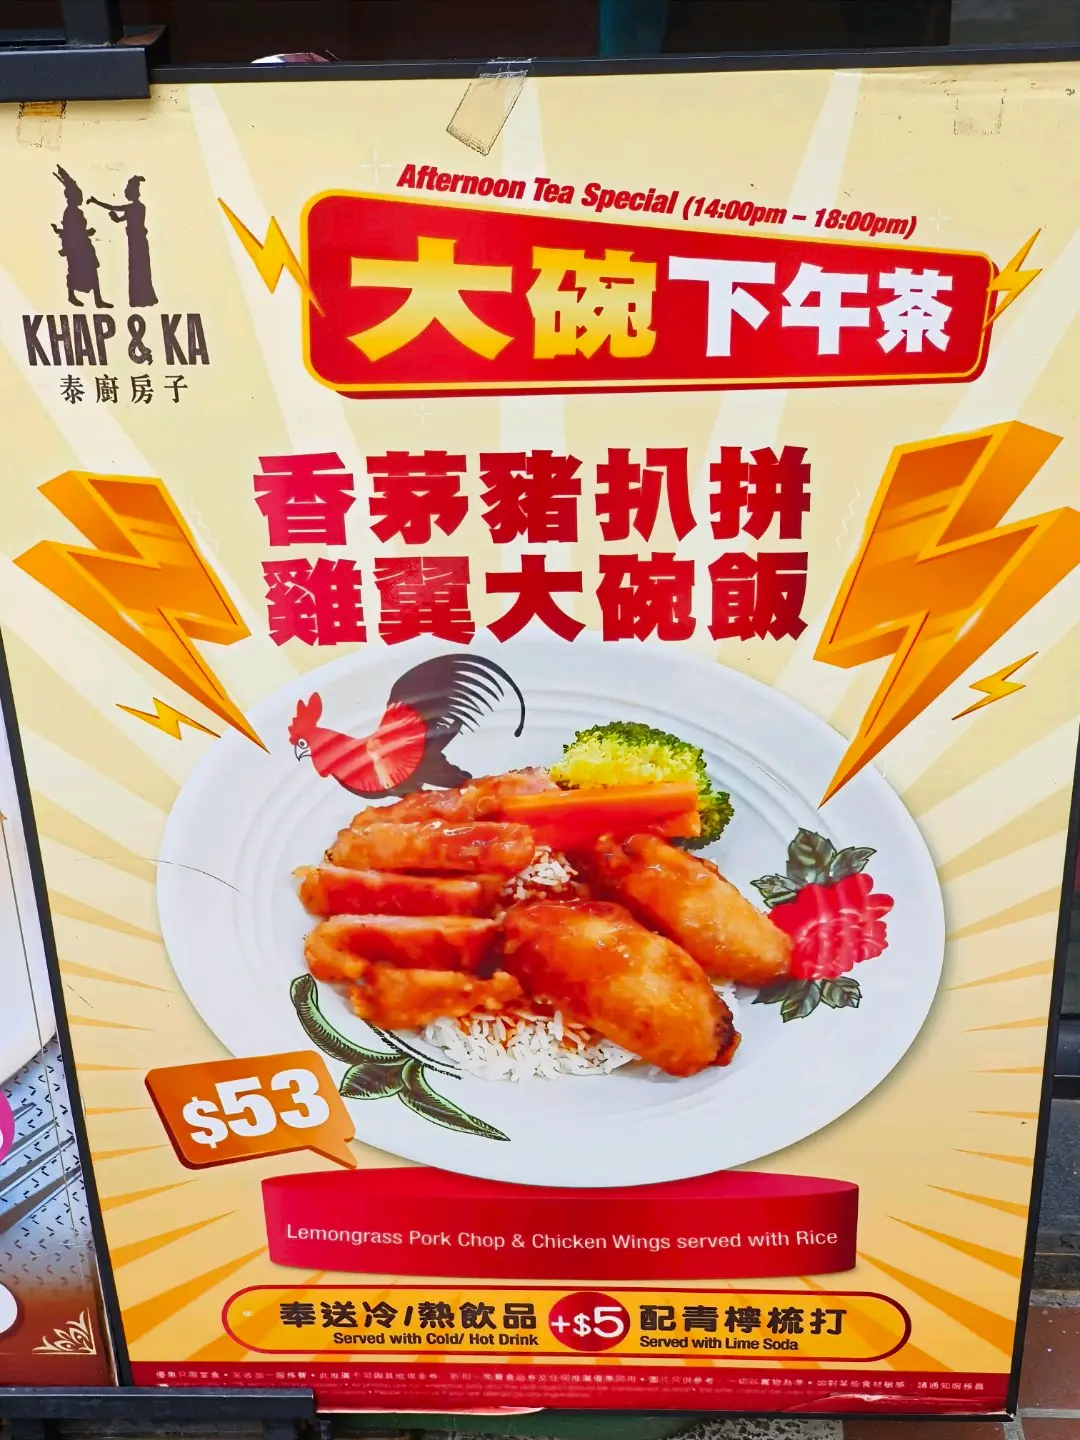 Afternoon Tea Special (14:00pm – 18:00pm)
大碗下午茶
KHAP & KA
泰廚房子
香茅豬扒拼
雞翼大碗飯
$53
Lemongrass Pork Chop & Chicken Wings served with Rice
奉送冷/熱飲品 +$5 配青檸梳打
Served with Cold/ Hot Drink Served with Lime Soda